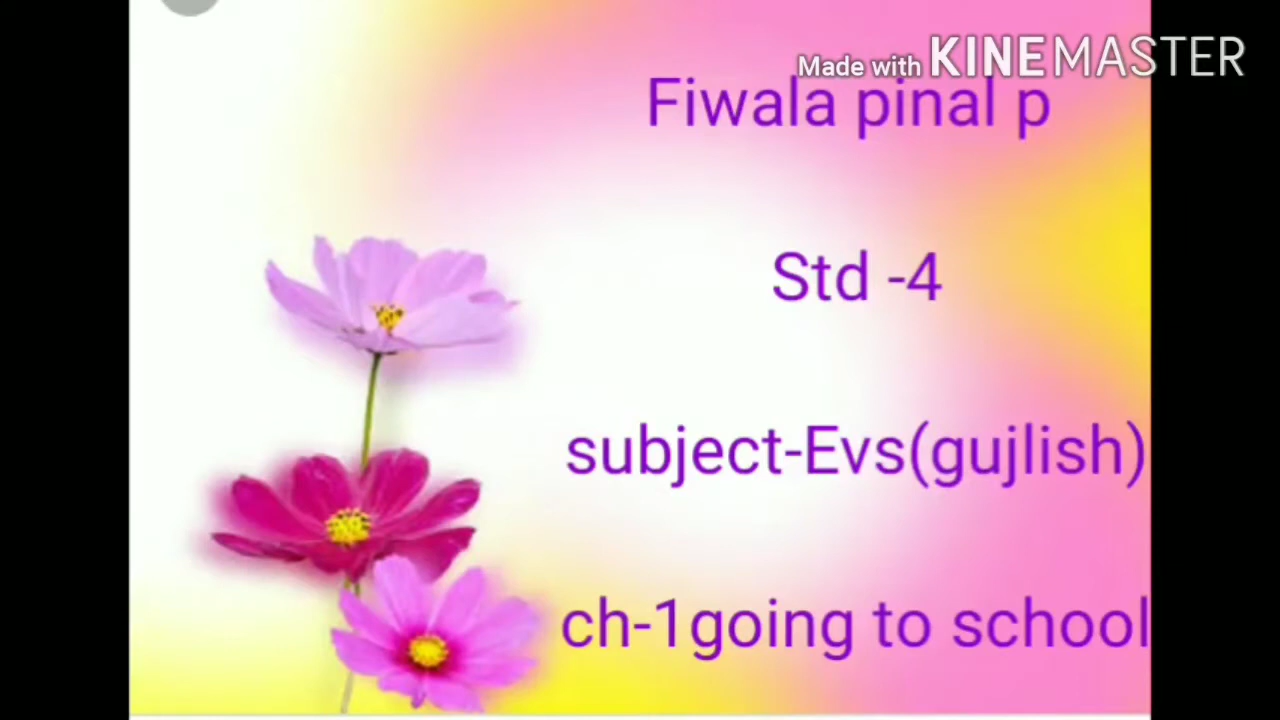 Made with KINEMASTER
Fiwala pinal p
Std -4
subject-Evs(gujlish)
ch-1going to school